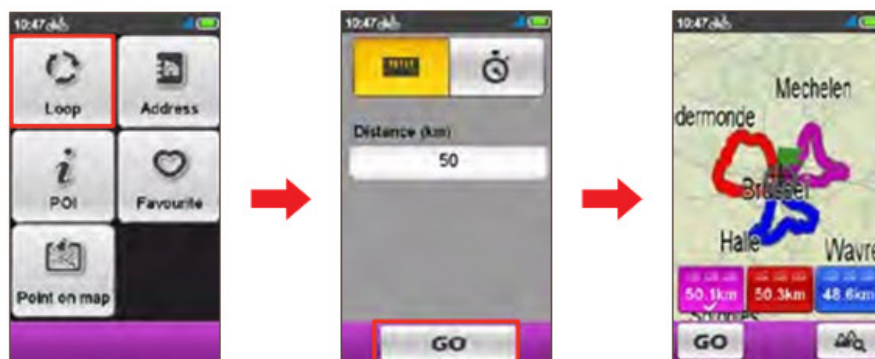 10:47
Loop
Address
POI
Favourite
Point on map
10:47
Distance (km)
50
GO
10:47
Mechelen
dermonde
Brussel
Halle
Wavre
50.1km
50.3km
48.6km
GO